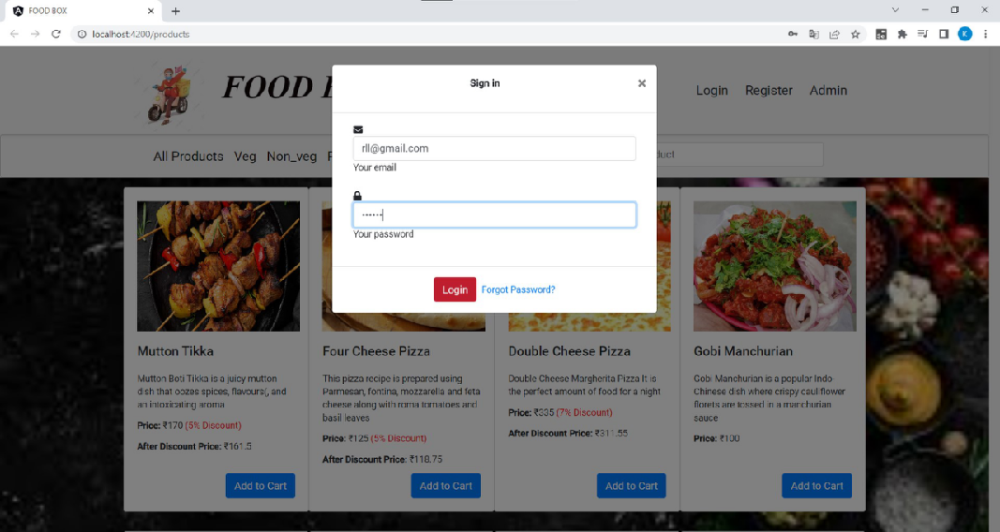 FOOD BOX
localhost:4200/products
K
FOOD
Login Register Admin
All Products Veg Non_veg
Sign in ×
rll@gmail.com
Your email
Your password
Login Forgot Password?
Mutton Tikka
Mutton Boti Tikka is a juicy mutton
dish that oozes spices, flavours(, and
an intoxicating aroma
Price: ₹170 (5% Discount)
After Discount Price: ₹161.5
Add to Cart
Four Cheese Pizza
This pizza recipe is prepared using
Parmesan, fontina, mozzarella and feta
cheese along with roma tomatoes and
basil leaves
Price: ₹125 (5% Discount)
After Discount Price: ₹118.75
Add to Cart
Double Cheese Pizza
Double Cheese Margherita Pizza It is
the perfect amount of food for a night
Price: ₹335 (7% Discount)
After Discount Price: ₹311.55
Add to Cart
Gobi Manchurian
Gobi Manchurian is a popular Indo-
Chinese dish where crispy cauliflower
florets are tossed in a manchurian
sauce
Price: ₹100
Add to Cart